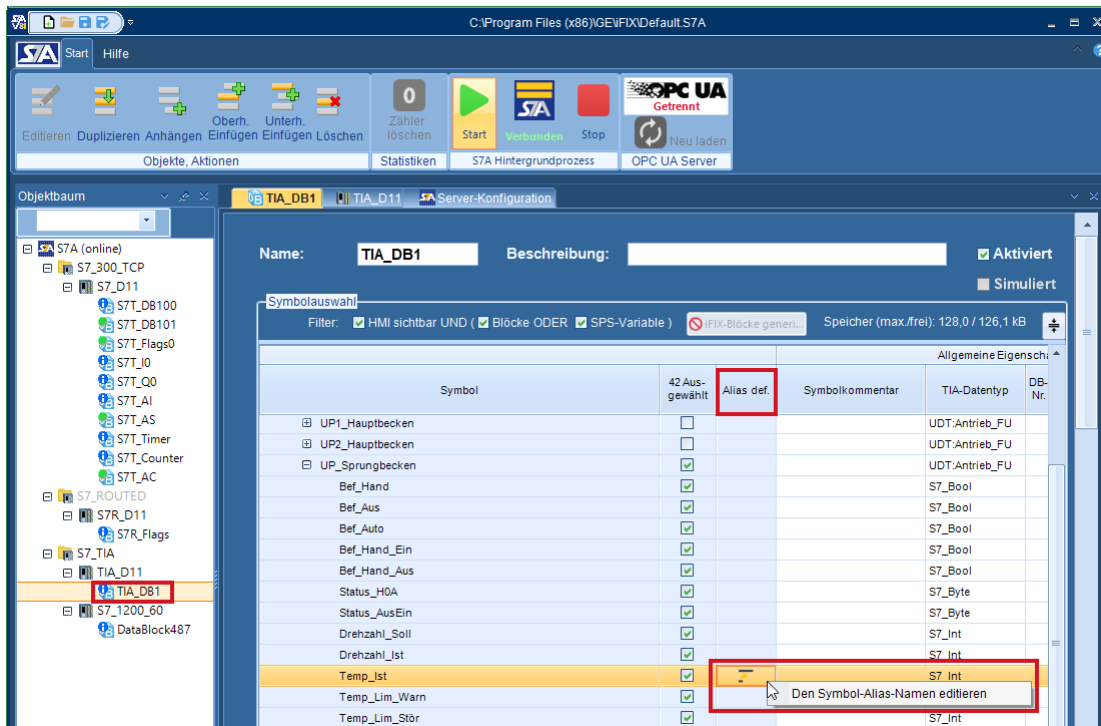 C:\Program Files (x86)\GE\iFIX\Default.S7A
S7A Start Hilfe
Editieren Duplizieren Anhängen Oberh. Einfügen Unterh. Einfügen Löschen
0 Zähler löschen
Start S7A Verbunden Stop
OPC UA Getrennt
Neu laden
Objekte, Aktionen Statistiken S7A Hintergrundprozess OPC UA Server
Objektbaum
TIA_DB1 TIA_D11 Server-Konfiguration
S7A (online)
S7_300_TCP
S7_D11
S7T_DB100
S7T_DB101
S7T_Flags0
S7T_I0
S7T_Q0
S7T_AI
S7T_AS
S7T_Timer
S7T_Counter
S7T_AC
S7_ROUTED
S7R_D11
S7R_Flags
S7_TIA
TIA_D11
TIA_DB1
S7_1200_60
DataBlock487
Name: TIA_DB1 Beschreibung: Aktiviert
Simuliert
Symbolauswahl
Filter: HMI sichtbar UND ( Blöcke ODER SPS-Variable ) iFIX-Blöcke generi... Speicher (max./frei): 128,0 / 126,1 kB
Allgemeine Eigensch
Symbol 42 Aus-gewählt Alias def. Symbolkommentar TIA-Datentyp DB-Nr.
UP1_Hauptbecken UDT:Antrieb_FU
UP2_Hauptbecken UDT:Antrieb_FU
UP_Sprungbecken UDT:Antrieb_FU
Bef_Hand S7_Bool
Bef_Aus S7_Bool
Bef_Auto S7_Bool
Bef_Hand_Ein S7_Bool
Bef_Hand_Aus S7_Bool
Status_H0A S7_Byte
Status_AusEin S7_Byte
Drehzahl_Soll S7_Int
Drehzahl_Ist S7_Int
Temp_Ist S7_Int
Den Symbol-Alias-Namen editieren
Temp_Lim_Warn
Temp_Lim_Stör S7_Int